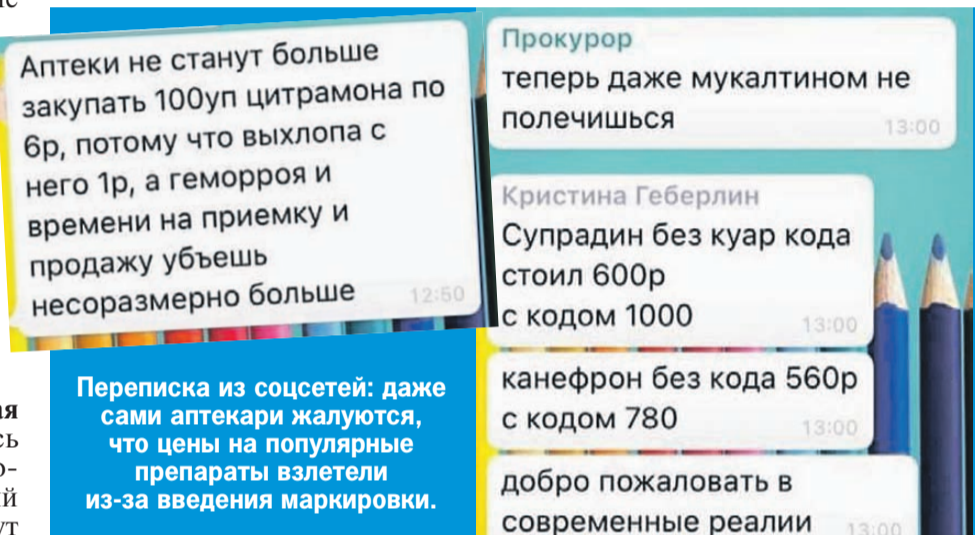 Аптеки не станут больше
закупать 100уп цитрамона по
6р, потому что выхлопа с
него 1р, а геморроя и
времени на приемку и
продажу убъешь
несоразмерно больше
12:50
Переписка из соцсетей: даже
сами аптекари жалуются,
что цены на популярные
препараты взлетели
из-за введения маркировки.
Прокурор
теперь даже мукалтином не
полечишься
13:00
Кристина Геберлин
Супрадин без куар кода
стоил 600р
с кодом 1000
13:00
канефрон без кода 560р
с кодом 780
13:00
добро пожаловать в
современные реалии
13:00